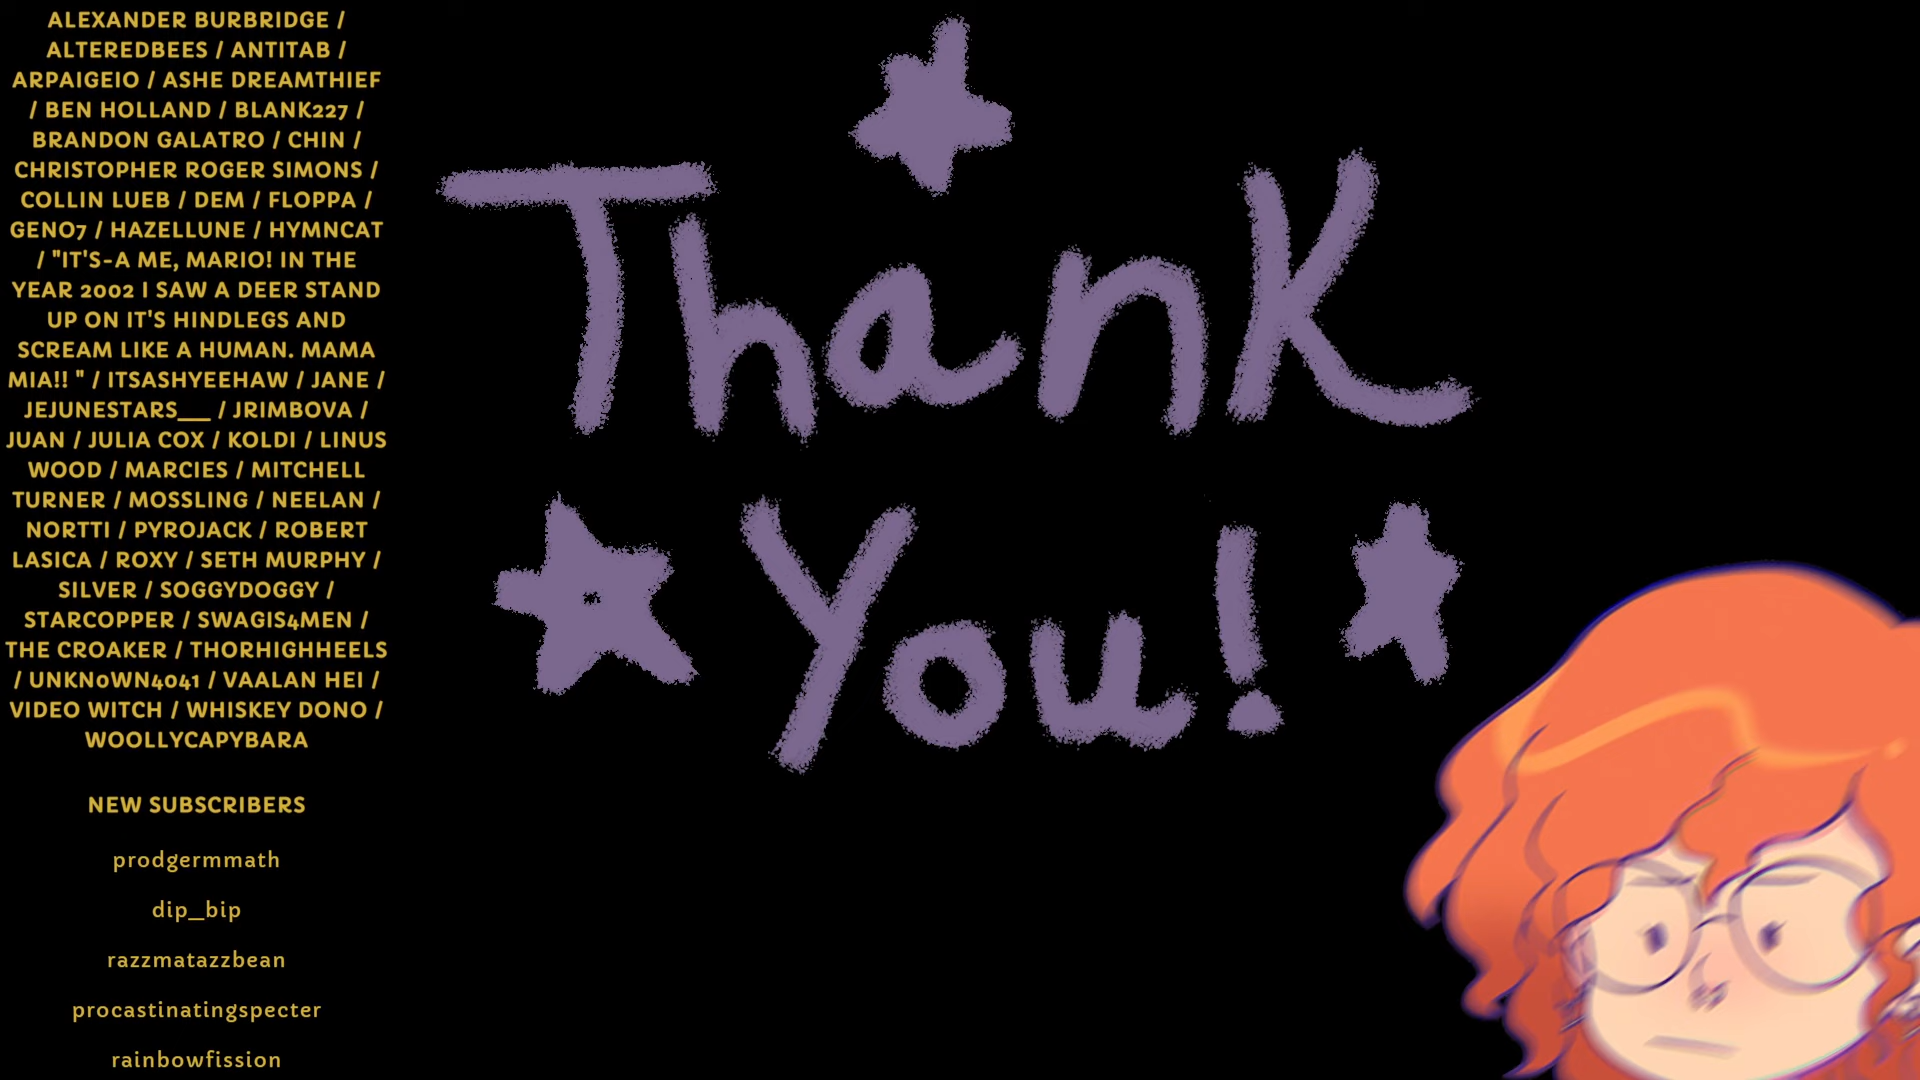 ALEXANDER BURBRIDGE /
ALTEREDBEES / ANTITAB /
ARPAIGEIO / ASHE DREAMTHIEF
/ BEN HOLLAND / BLANK227 /
BRANDON GALATRO / CHIN /
CHRISTOPHER ROGER SIMONS /
COLLIN LUEB / DEM / FLOPPA /
GENO7 / HAZELLUNE / HYMNCAT
/ "IT'S-A ME, MARIO! IN THE
YEAR 2002 I SAW A DEER STAND
UP ON IT'S HINDLEGS AND
SCREAM LIKE A HUMAN. MAMA
MIA!! " / ITSASHYEEHAW / JANE /
JEJUNESTARS__ / JRIMBOVA /
JUAN / JULIA COX / KOLDI / LINUS
WOOD / MARCIES / MITCHELL
TURNER / MOSSLING / NEELAN /
NORTTI / PYROJACK / ROBERT
LASICA / ROXY / SETH MURPHY /
SILVER / SOGGYDOGGY /
STARCOPPER / SWAGIS4MEN /
THE CROAKER / THORHIGHHEELS
/ UNKN0WN4041 / VAALAN HEI /
VIDEO WITCH / WHISKEY DONO /
WOOLLYCAPYBARA
NEW SUBSCRIBERS
prodgermmath
dip_bip
razzmatazzbean
procastinatingspecter
rainbowfission
Thank
You!